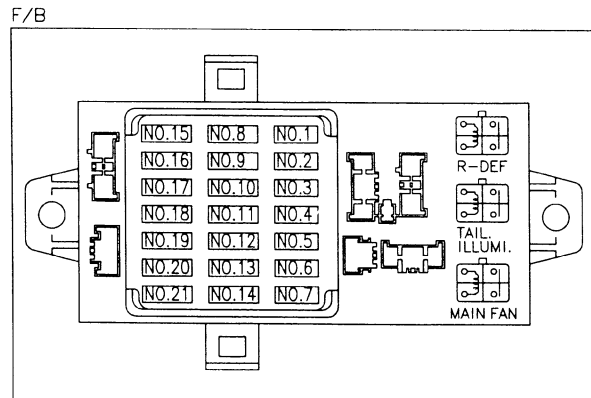 F/B
NO.15 NO.8 NO.1
NO.16 NO.9 NO.2
NO.17 NO.10 NO.3
NO.18 NO.11 NO.4
NO.19 NO.12 NO.5
NO.20 NO.13 NO.6
NO.21 NO.14 NO.7
R-DEF
TAIL.
ILLUMI.
MAIN FAN